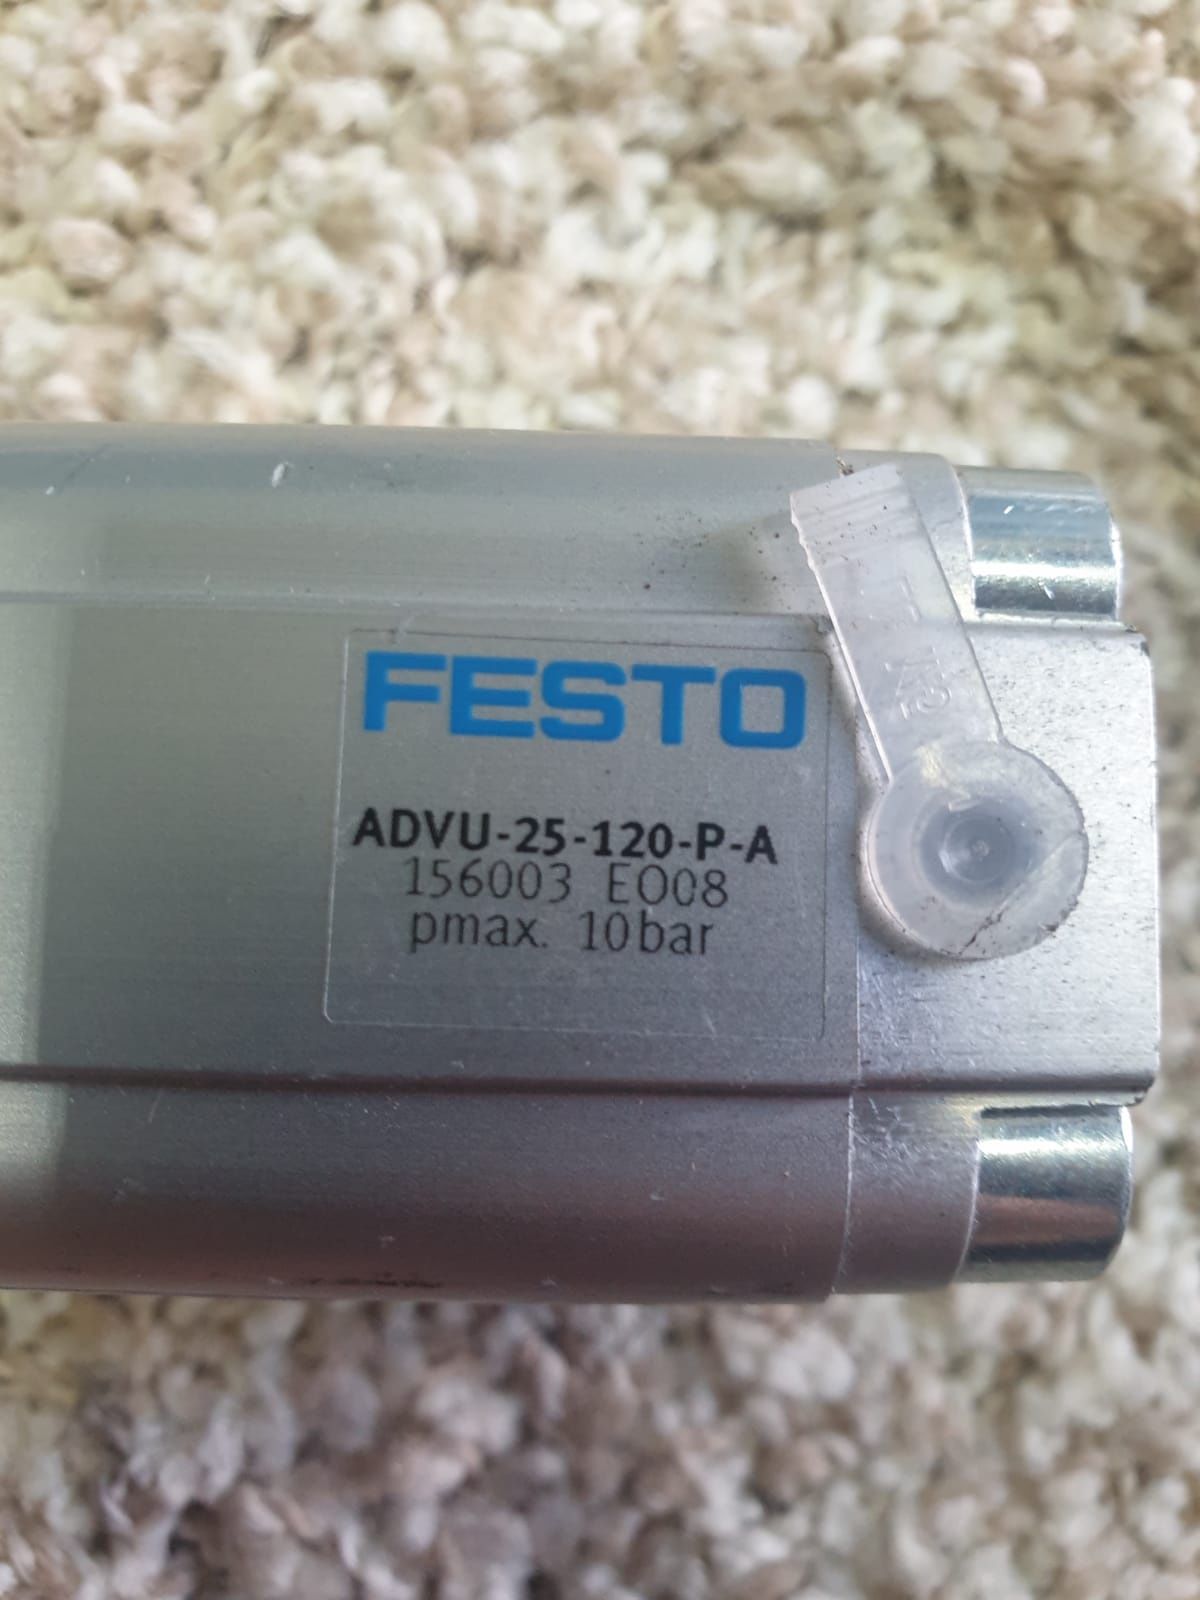 FESTO
ADVU-25-120-P-A
156003 E008
pmax. 10bar